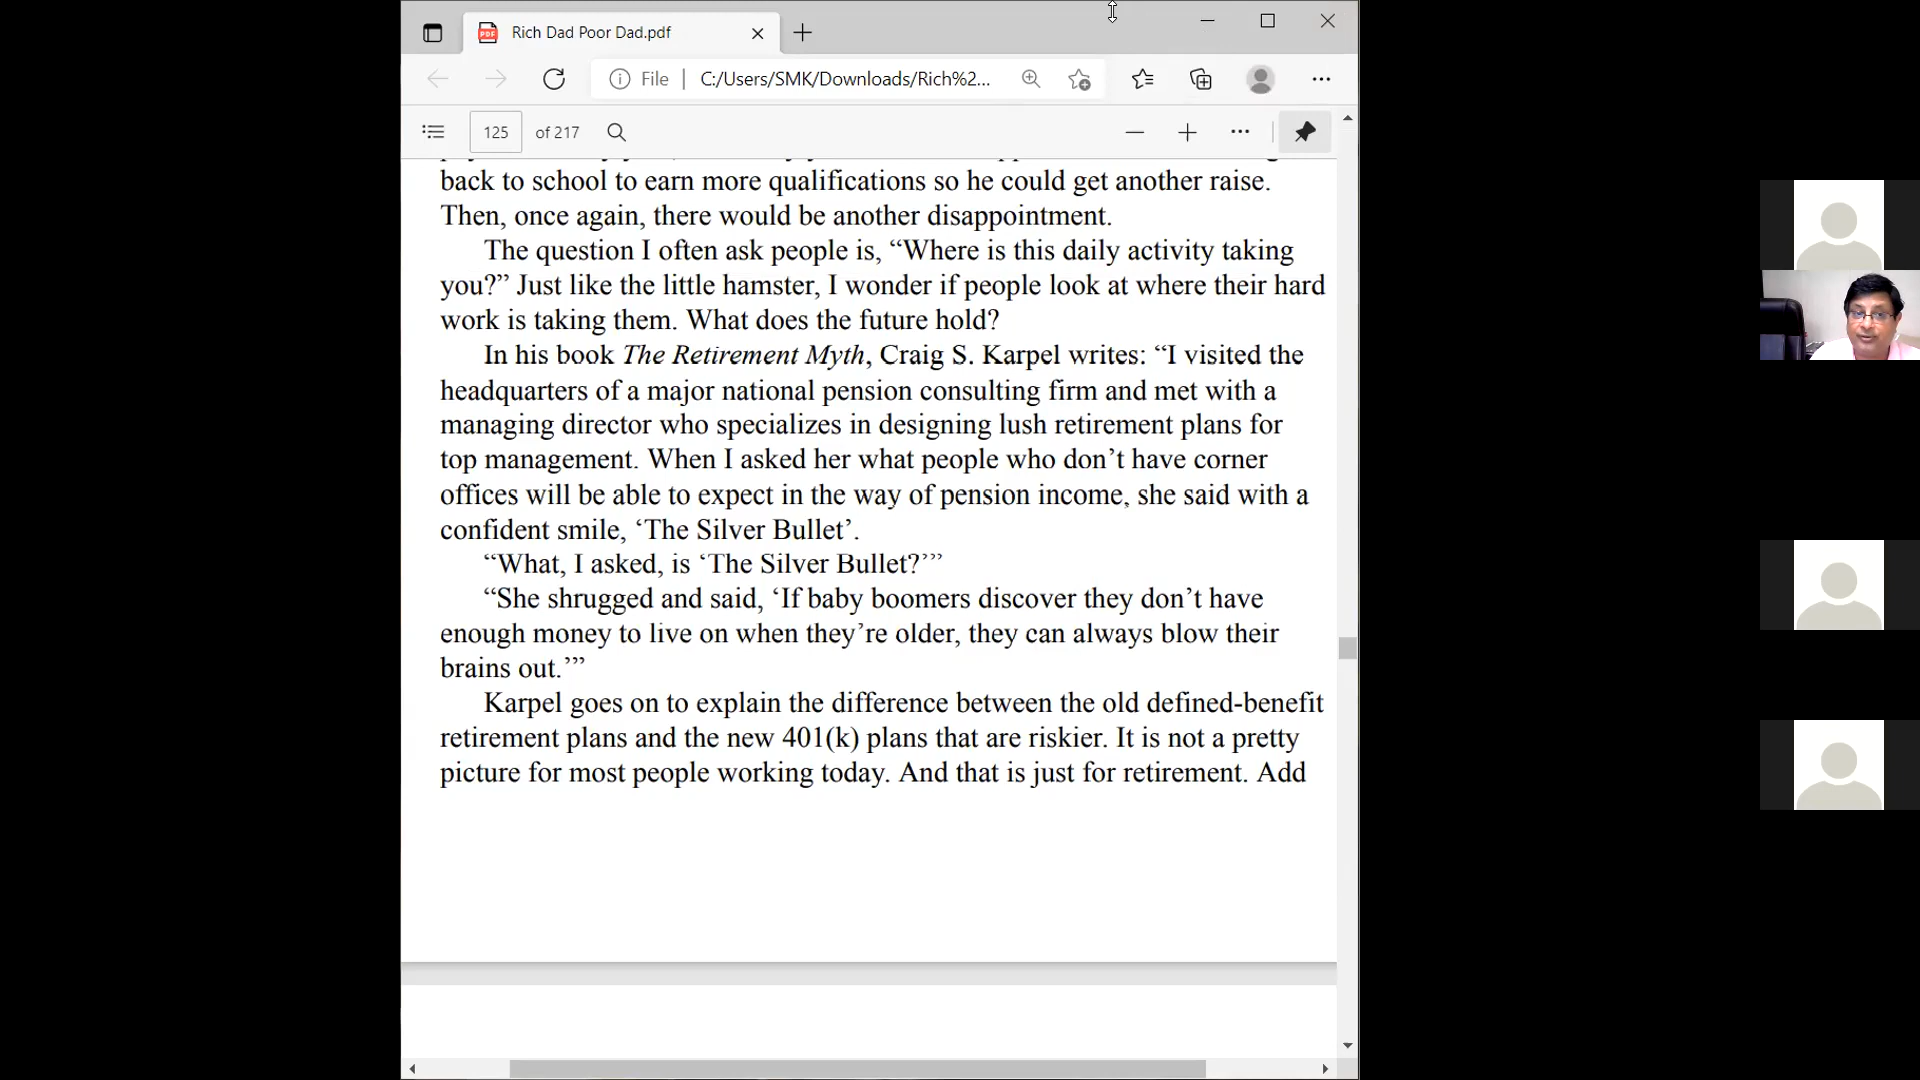 Rich Dad Poor Dad.pdf
File
C:/Users/SMK/Downloads/Rich%2...
125 of 217
back to school to earn more qualifications so he could get another raise.
Then, once again, there would be another disappointment.
The question I often ask people is, “Where is this daily activity taking
you?” Just like the little hamster, I wonder if people look at where their hard
work is taking them. What does the future hold?
In his book The Retirement Myth, Craig S. Karpel writes: “I visited the
headquarters of a major national pension consulting firm and met with a
managing director who specializes in designing lush retirement plans for
top management. When I asked her what people who don’t have corner
offices will be able to expect in the way of pension income, she said with a
confident smile, ‘The Silver Bullet’.
“What, I asked, is ‘The Silver Bullet?’”
“She shrugged and said, ‘If baby boomers discover they don’t have
enough money to live on when they’re older, they can always blow their
brains out.’”
Karpel goes on to explain the difference between the old defined-benefit
retirement plans and the new 401(k) plans that are riskier. It is not a pretty
picture for most people working today. And that is just for retirement. Add